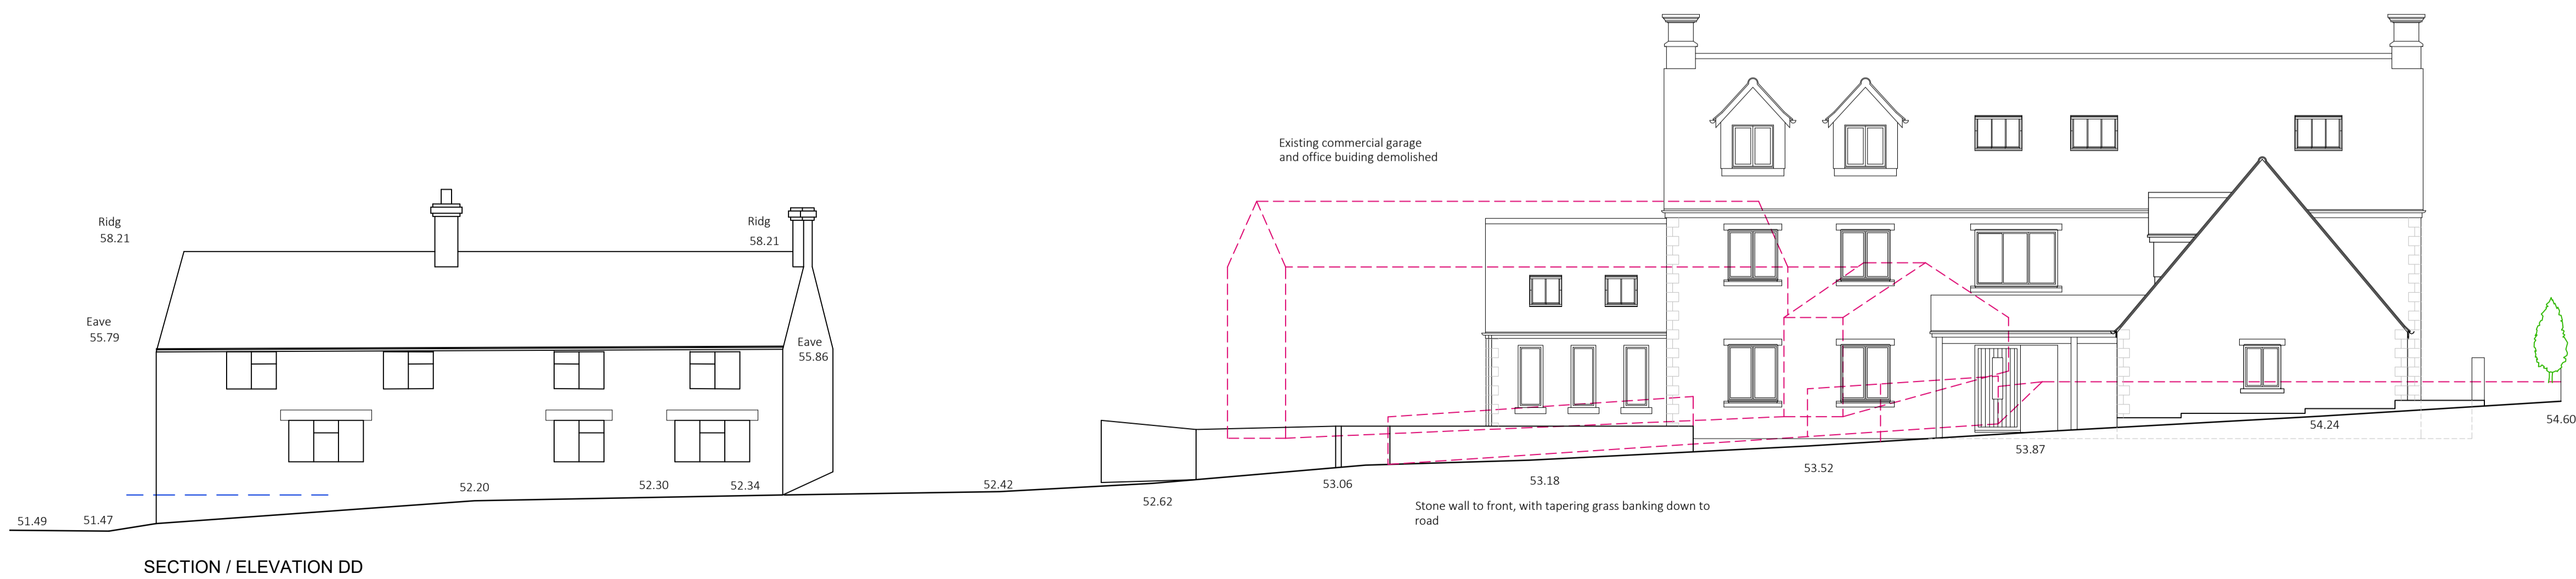 Existing commercial garage
and office buiding demolished
Ridg
58.21
Ridg
58.21
Eave
55.79
Eave
55.86
52.20
52.30
52.34
52.42
51.49
51.47
52.62
53.06
53.18
53.52
53.87
54.24
54.60
Stone wall to front, with tapering grass banking down to
road
SECTION / ELEVATION DD